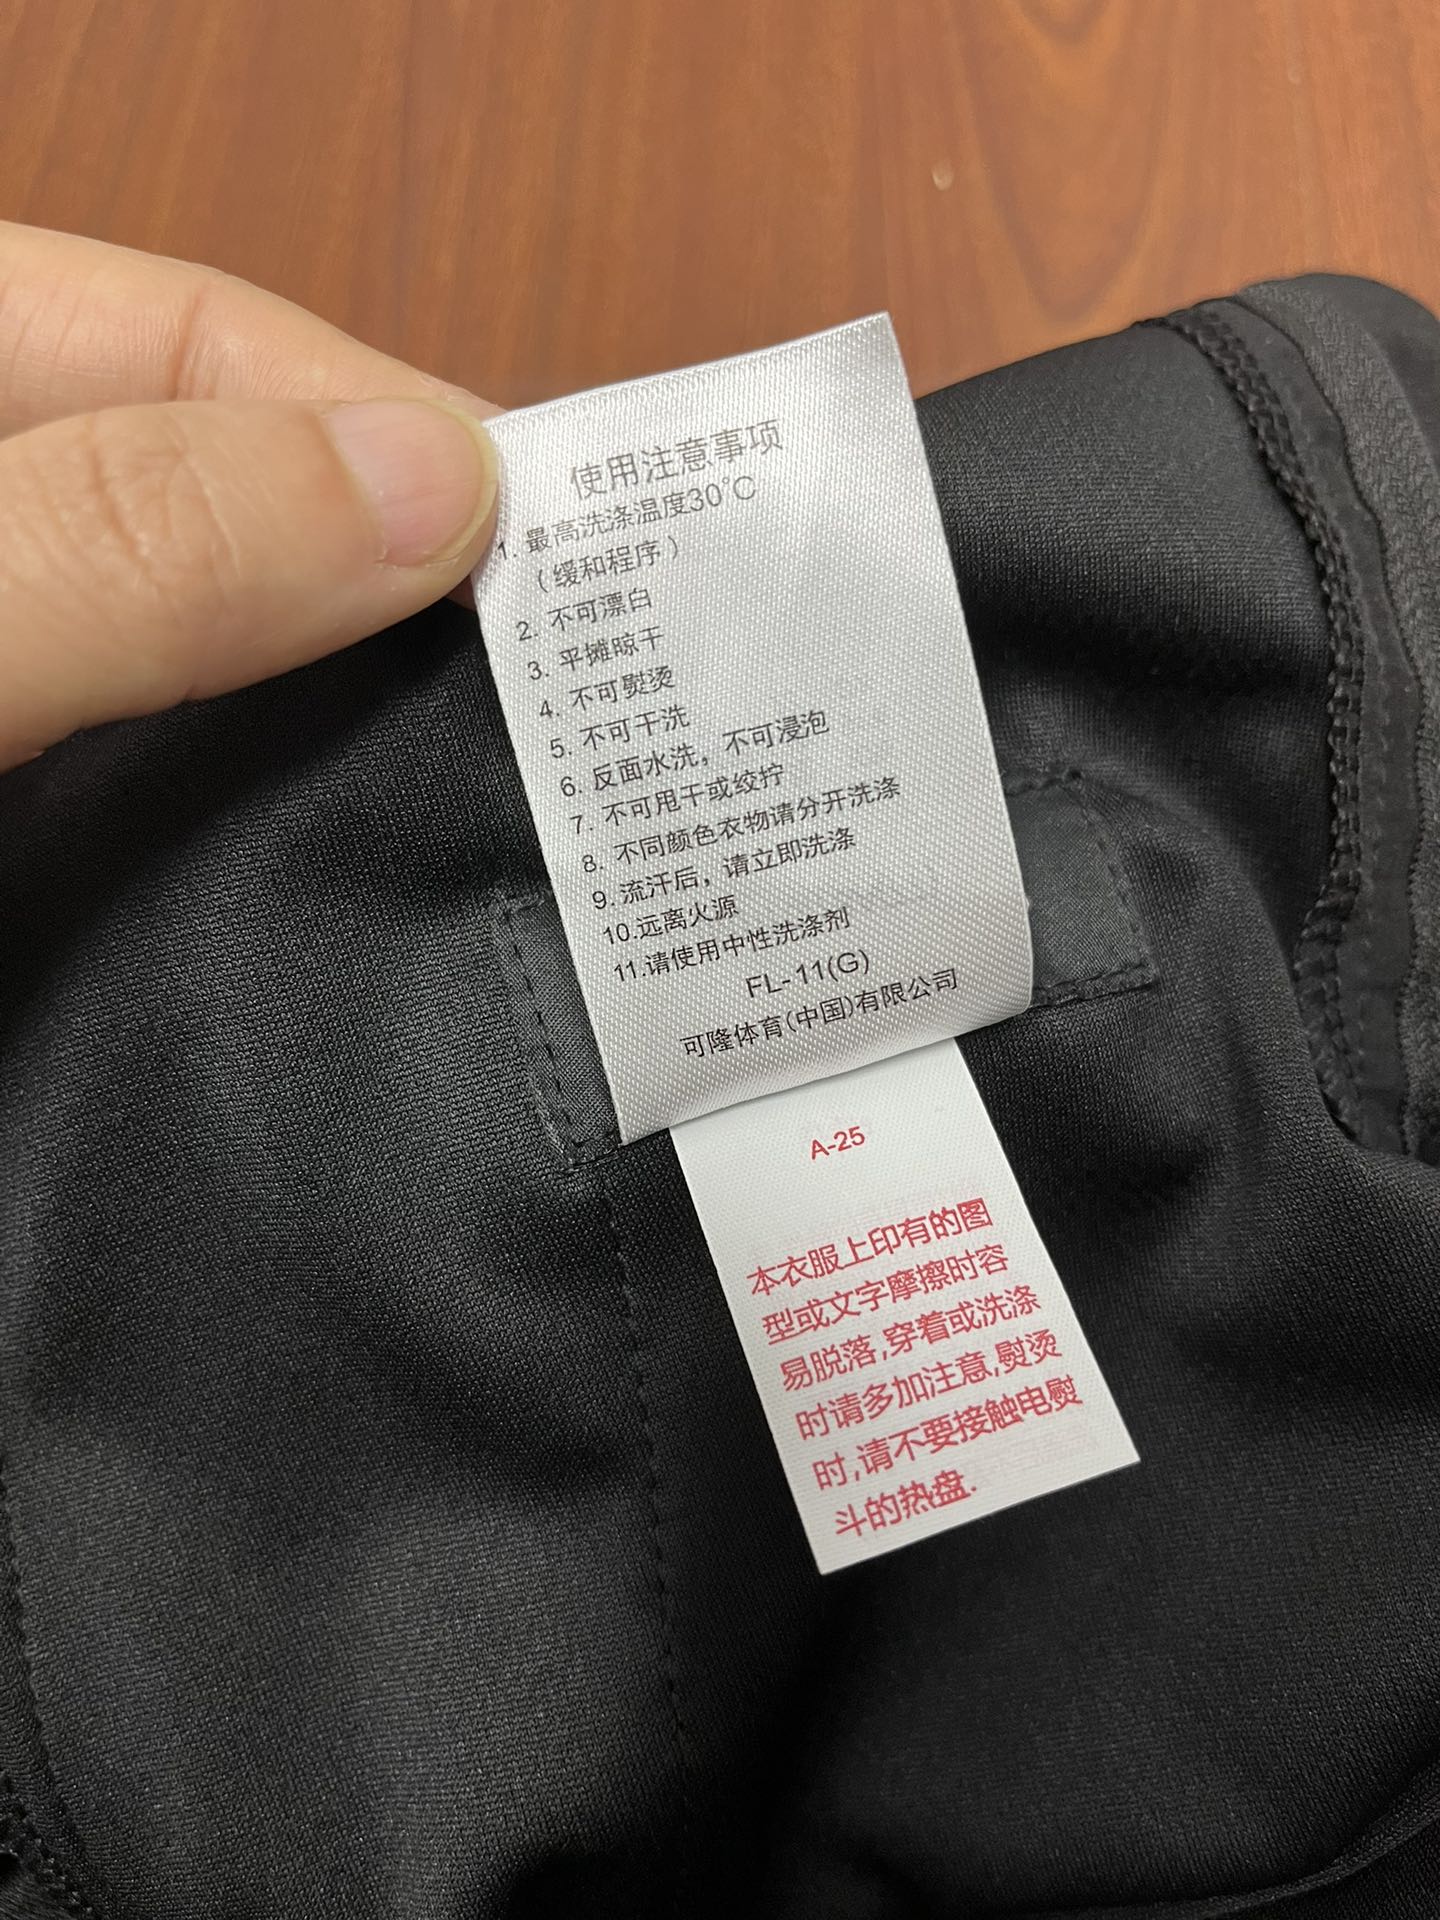 使用注意事项
1. 最高洗涤温度30°C
(缓和程序)
2. 不可漂白
3. 平摊晾干
4. 不可熨烫
5. 不可干洗
6. 反面水洗，不可浸泡
7. 不可甩干或绞拧
8. 不同颜色衣物请分开洗涤
9. 流汗后，请立即洗涤
10.远离火源
11.请使用中性洗涤剂
FL-11(G)
可隆体育(中国)有限公司
A-25
本衣服上印有的图
型或文字摩擦时容
易脱落,穿着或洗涤
时请多加注意,熨烫
时,请不要接触电熨
斗的热盘.